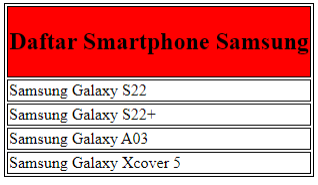 Daftar Smartphone Samsung
Samsung Galaxy S22
Samsung Galaxy S22+
Samsung Galaxy A03
Samsung Galaxy Xcover 5